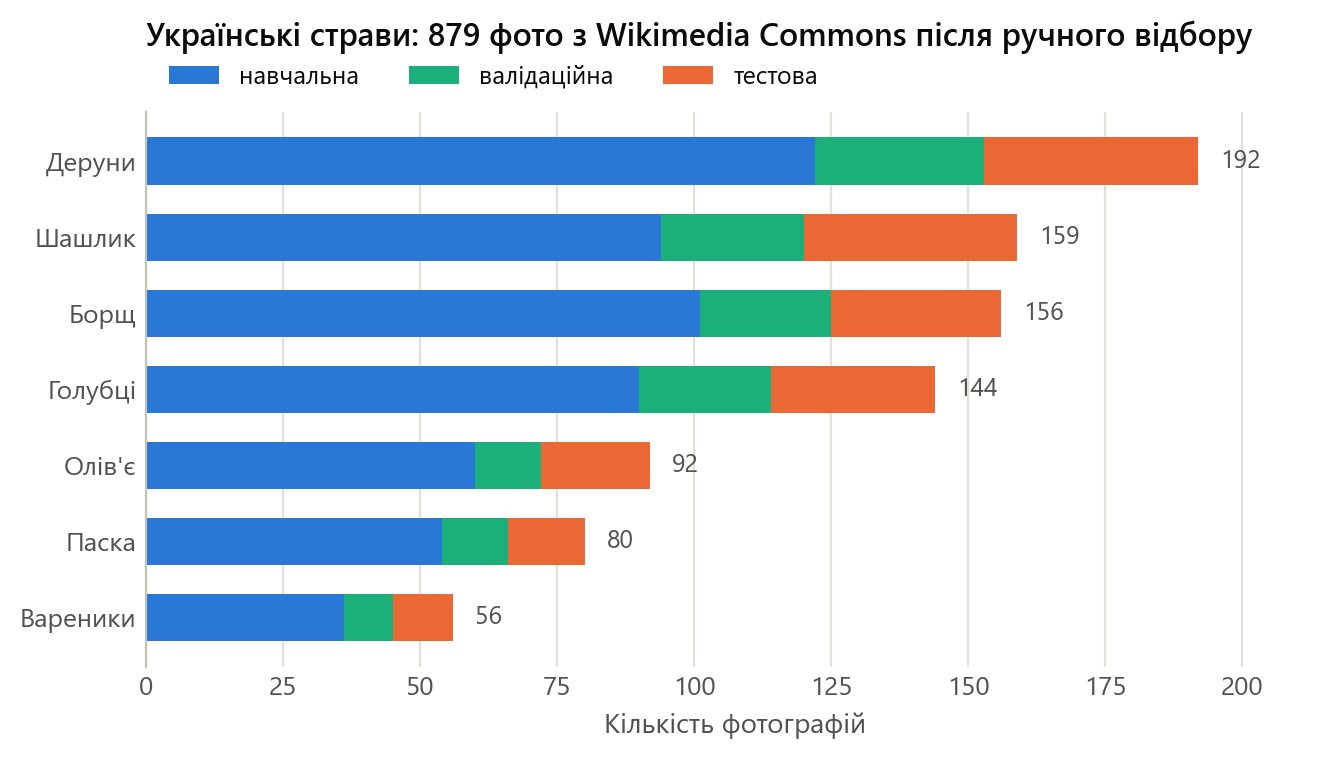 Українські страви: 879 фото з Wikimedia Commons після ручного відбору
навчальна валідаційна тестова
Деруни 192
Шашлик 159
Борщ 156
Голубці 144
Олів'є 92
Паска 80
Вареники 56
0 25 50 75 100 125 150 175 200
Кількість фотографій